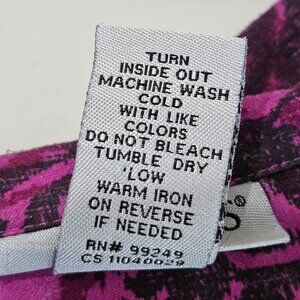 TURN
INSIDE OUT
MACHINE WASH
COLD
WITH LIKE
COLORS
DO NOT BLEACH
TUMBLE DRY
'LOW
WARM IRON
ON REVERSE
IF NEEDED
RN# 99249
CS 11040029